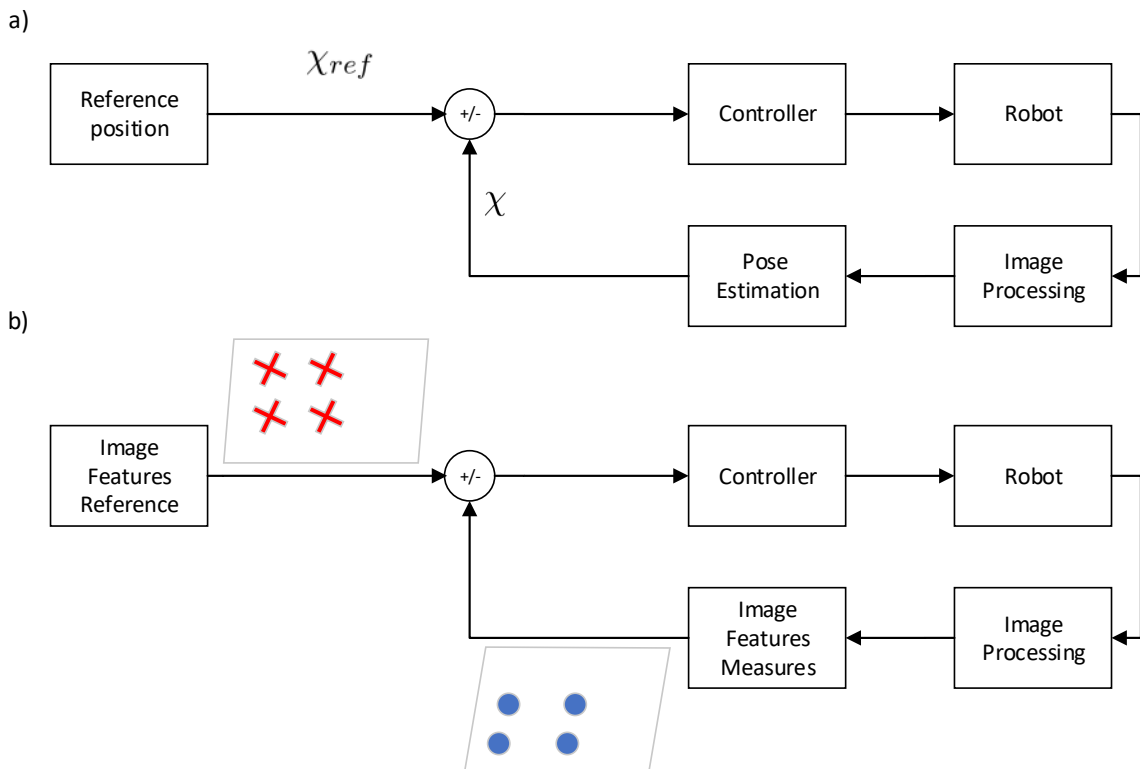 a)
χref
Reference
position
+/-
Controller
Robot
χ
Pose
Estimation
Image
Processing
b)
Image
Features
Reference
+/-
Controller
Robot
Image
Features
Measures
Image
Processing